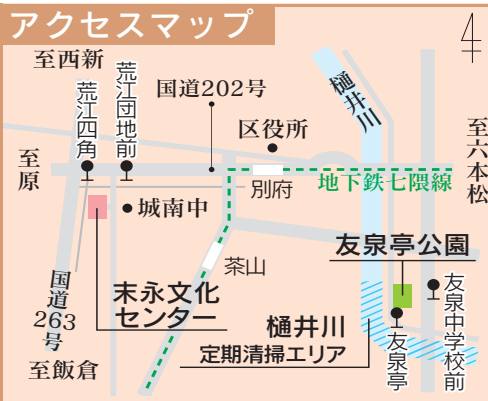 アクセスマップ
至西新
荒江四角
荒江団地前
国道202号
区役所
樋井川
至六本松
至原
別府
地下鉄七隈線
城南中
茶山
友泉亭公園
国道263号
末永文化
センター
樋井川
定期清掃エリア
友泉亭
友泉中学校前
至飯倉